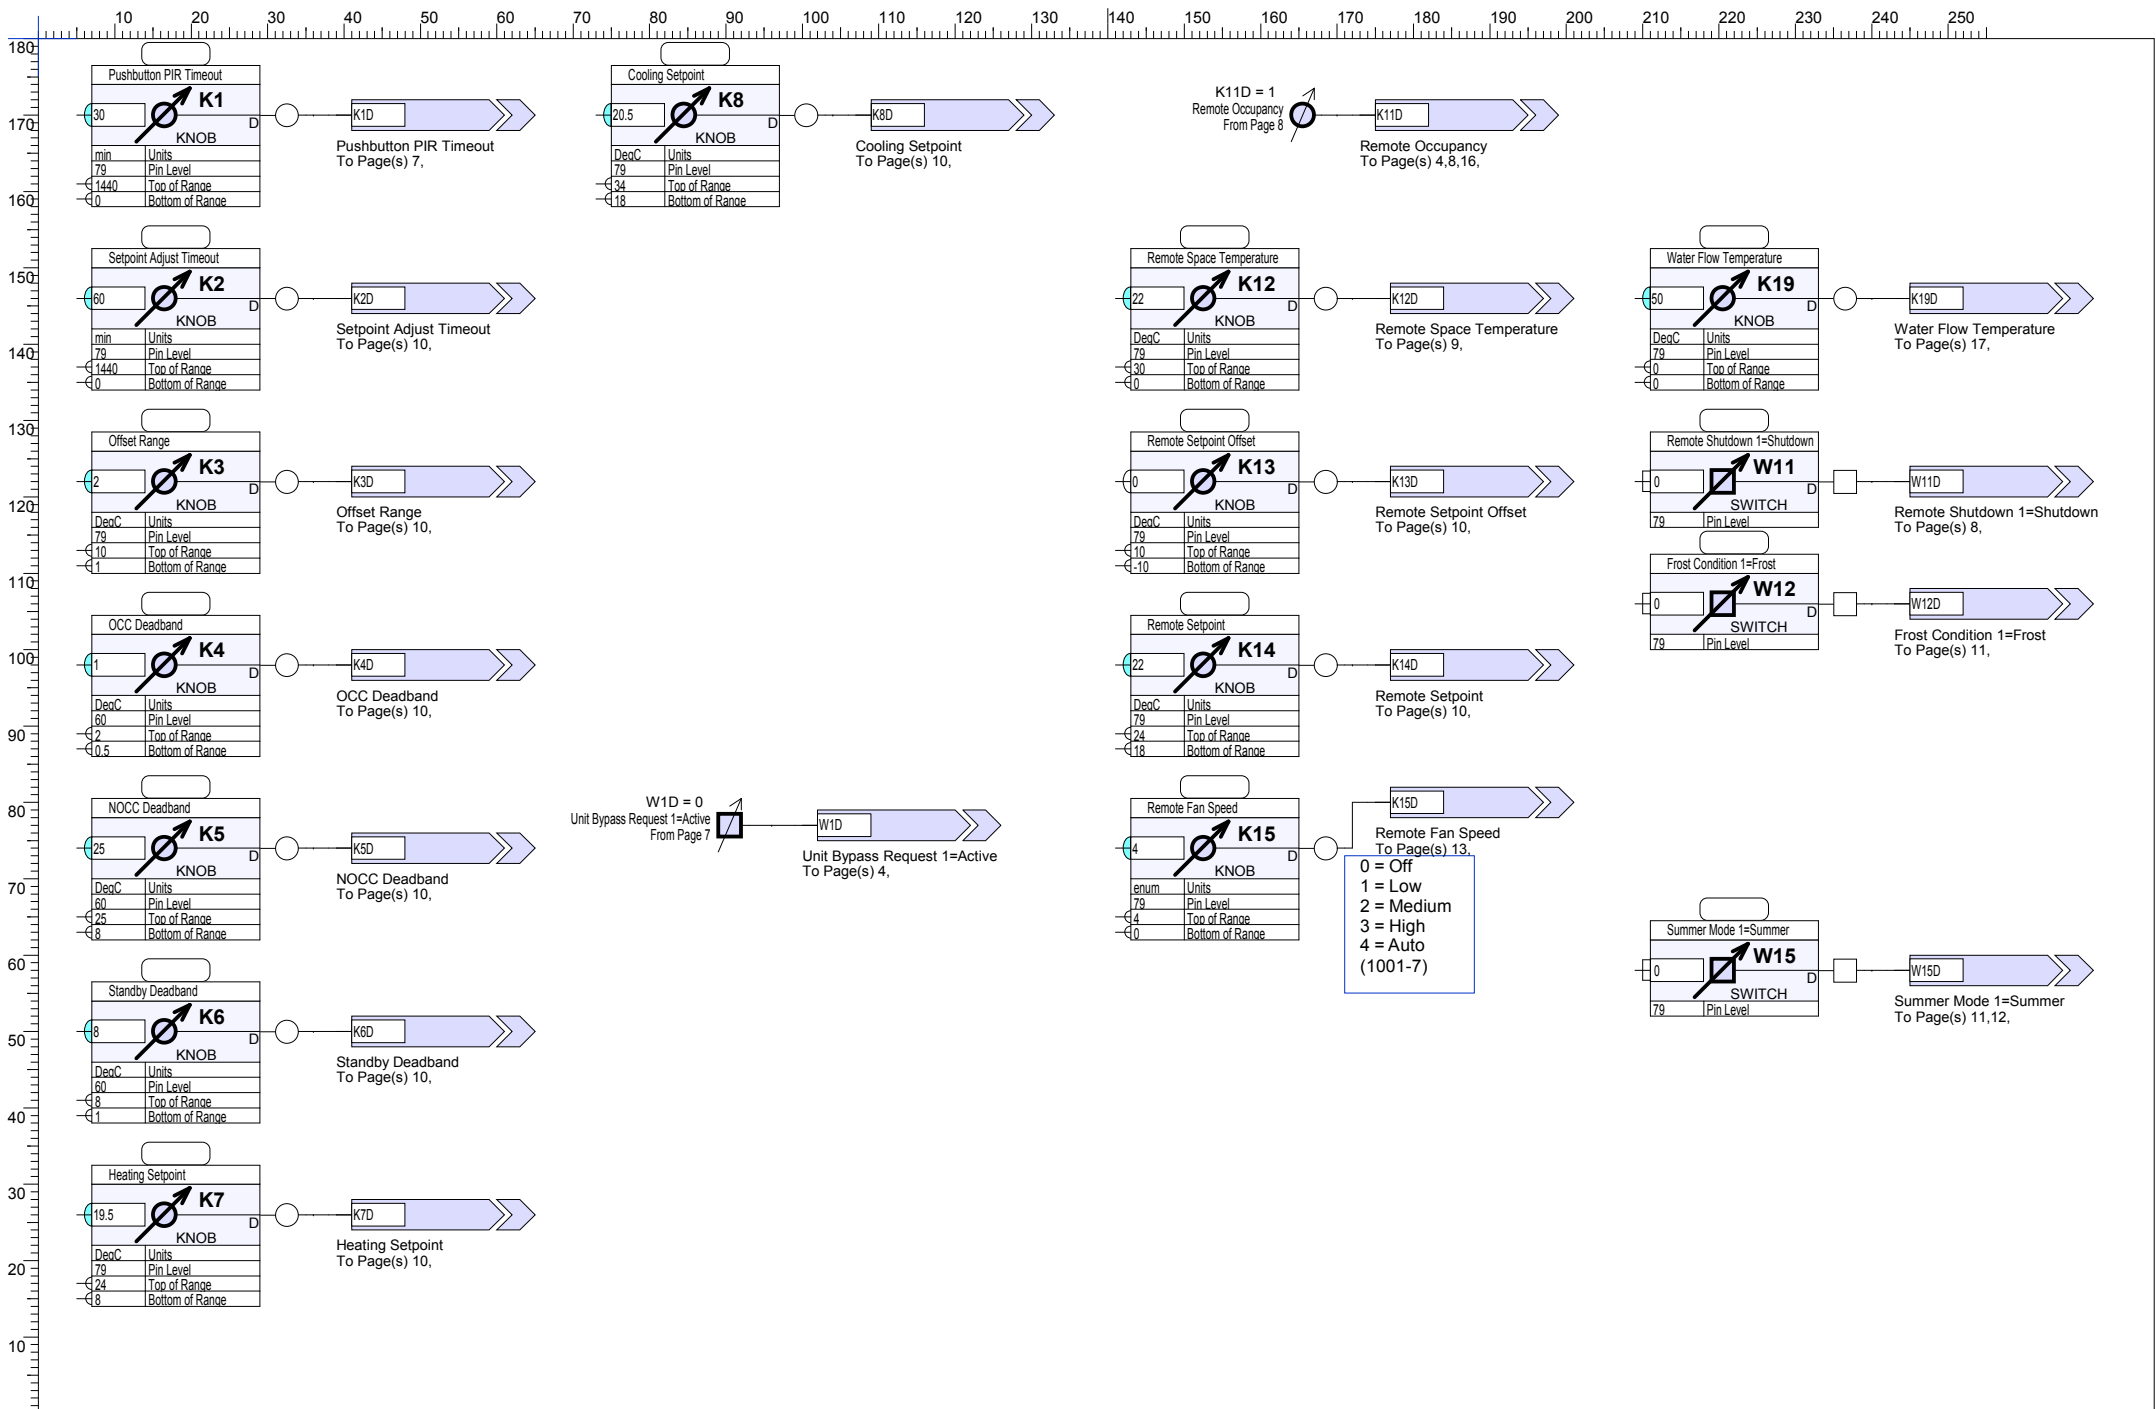 10 20 30 40 50 60 70 80 90 100 110 120 130 140 150 160 170 180 190 200 210 220 230 240 250
180
170
160
150
140
130
120
110
100
90
80
70
60
50
40
30
20
10
Pushbutton PIR Timeout
30
K1
D
KNOB
min Units
79 Pin Level
1440 Top of Range
0 Bottom of Range
K1D
Pushbutton PIR Timeout
To Page(s) 7,
Setpoint Adjust Timeout
60
K2
D
KNOB
min Units
79 Pin Level
1440 Top of Range
0 Bottom of Range
K2D
Setpoint Adjust Timeout
To Page(s) 10,
Offset Range
2
K3
D
KNOB
DegC Units
79 Pin Level
10 Top of Range
1 Bottom of Range
K3D
Offset Range
To Page(s) 10,
OCC Deadband
1
K4
D
KNOB
DegC Units
60 Pin Level
2 Top of Range
0.5 Bottom of Range
K4D
OCC Deadband
To Page(s) 10,
NOCC Deadband
25
K5
D
KNOB
DegC Units
60 Pin Level
25 Top of Range
8 Bottom of Range
K5D
NOCC Deadband
To Page(s) 10,
Standby Deadband
8
K6
D
KNOB
DegC Units
60 Pin Level
8 Top of Range
1 Bottom of Range
K6D
Standby Deadband
To Page(s) 10,
Heating Setpoint
19.5
K7
D
KNOB
DegC Units
79 Pin Level
24 Top of Range
8 Bottom of Range
K7D
Heating Setpoint
To Page(s) 10,
Cooling Setpoint
20.5
K8
D
KNOB
DegC Units
79 Pin Level
34 Top of Range
18 Bottom of Range
K8D
Cooling Setpoint
To Page(s) 10,
W1D = 0
Unit Bypass Request 1=Active
From Page 7
W1D
Unit Bypass Request 1=Active
To Page(s) 4,
K11D = 1
Remote Occupancy
From Page 8
K11D
Remote Occupancy
To Page(s) 4,8,16,
Remote Space Temperature
22
K12
D
KNOB
DegC Units
79 Pin Level
30 Top of Range
0 Bottom of Range
K12D
Remote Space Temperature
To Page(s) 9,
Remote Setpoint Offset
0
K13
D
KNOB
DegC Units
79 Pin Level
10 Top of Range
-10 Bottom of Range
K13D
Remote Setpoint Offset
To Page(s) 10,
Remote Setpoint
22
K14
D
KNOB
DegC Units
79 Pin Level
24 Top of Range
18 Bottom of Range
K14D
Remote Setpoint
To Page(s) 10,
Remote Fan Speed
4
K15
D
KNOB
enum Units
79 Pin Level
4 Top of Range
0 Bottom of Range
K15D
Remote Fan Speed
To Page(s) 13,
0 = Off
1 = Low
2 = Medium
3 = High
4 = Auto
(1001-7)
Water Flow Temperature
50
K19
D
KNOB
DegC Units
79 Pin Level
0 Top of Range
0 Bottom of Range
K19D
Water Flow Temperature
To Page(s) 17,
Remote Shutdown 1=Shutdown
0
W11
D
SWITCH
79 Pin Level
W11D
Remote Shutdown 1=Shutdown
To Page(s) 8,
Frost Condition 1=Frost
0
W12
D
SWITCH
79 Pin Level
W12D
Frost Condition 1=Frost
To Page(s) 11,
Summer Mode 1=Summer
0
W15
D
SWITCH
79 Pin Level
W15D
Summer Mode 1=Summer
To Page(s) 11,12,